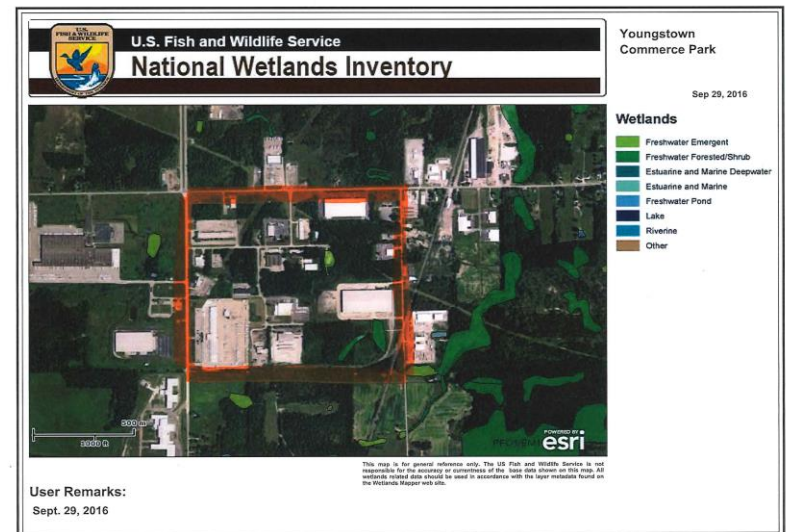 U.S.
FISH & WILDLIFE
SERVICE
U.S. Fish and Wildlife Service
National Wetlands Inventory
Youngstown
Commerce Park
Sep 29, 2016
Wetlands
Freshwater Emergent
Freshwater Forested/Shrub
Estuarine and Marine Deepwater
Estuarine and Marine
Freshwater Pond
Lake
Riverine
Other
300 m
1000 ft
POWERED BY
esri
This map is for general reference only. The US Fish and Wildlife Service is not
responsible for the accuracy or currentness of the base data shown on this map. All
wetlands related data should be used in accordance with the layer metadata found on
the Wetlands Mapper web site.
User Remarks:
Sept. 29, 2016